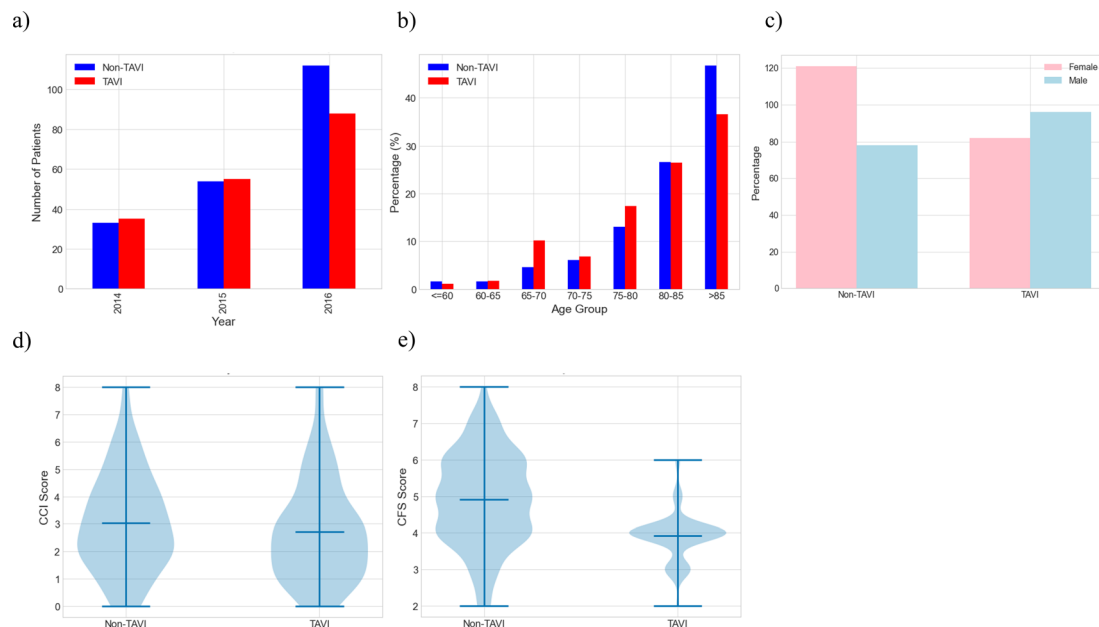 a)
Non-TAVI
TAVI
Number of Patients
100
80
60
40
20
0
2014
2015
2016
Year
b)
Non-TAVI
TAVI
Percentage (%)
40
30
20
10
0
<=60
60-65
65-70
70-75
75-80
80-85
>85
Age Group
c)
Female
Male
Percentage
120
100
80
60
40
20
0
Non-TAVI
TAVI
d)
CCI Score
8
7
6
5
4
3
2
1
0
Non-TAVI
TAVI
e)
CFS Score
8
7
6
5
4
3
2
Non-TAVI
TAVI